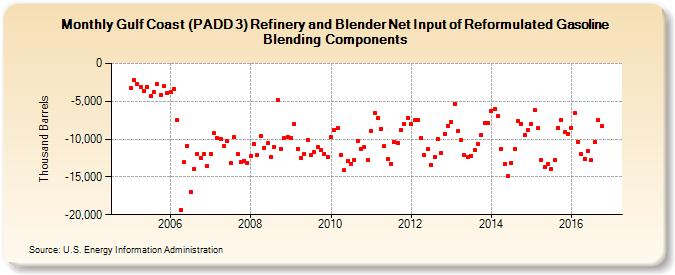 Monthly Gulf Coast (PADD 3) Refinery and Blender Net Input of Reformulated Gasoline
Blending Components
Thousand Barrels
0
-5,000
-10,000
-15,000
-20,000
2006
2008
2010
2012
2014
2016
Source: U.S. Energy Information Administration